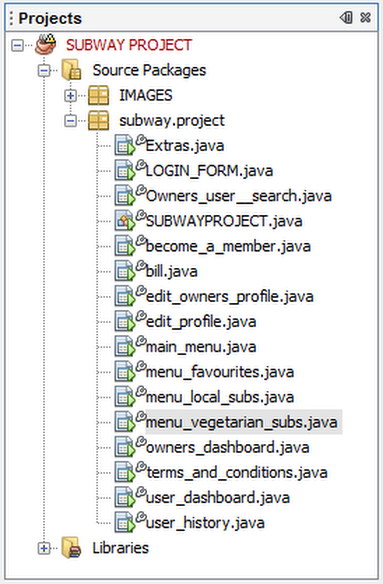 Projects
SUBWAY PROJECT
Source Packages
IMAGES
subway.project
Extras.java
LOGIN_FORM.java
Owners_user__search.java
SUBWAYPROJECT.java
become_a_member.java
bill.java
edit_owners_profile.java
edit_profile.java
main_menu.java
menu_favourites.java
menu_local_subs.java
menu_vegetarian_subs.java
owners_dashboard.java
terms_and_conditions.java
user_dashboard.java
user_history.java
Libraries